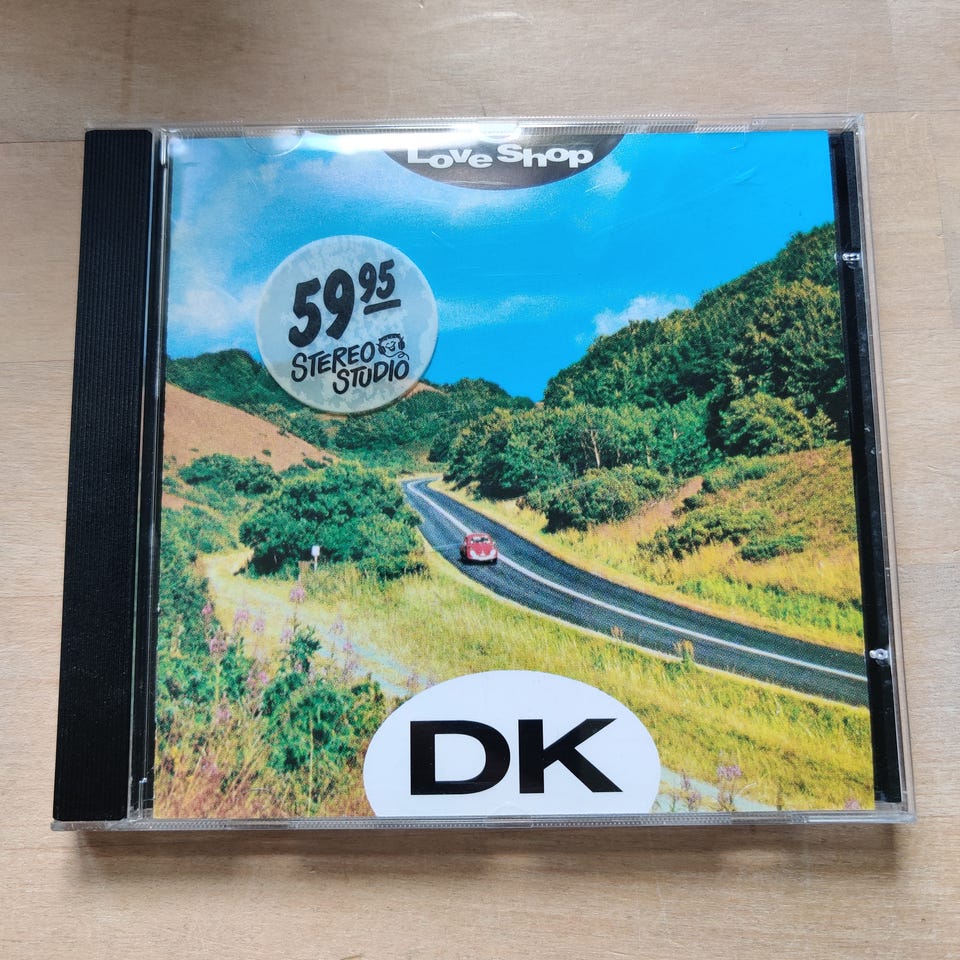 Love Shop
59 95
STEREO
STUDIO
DK